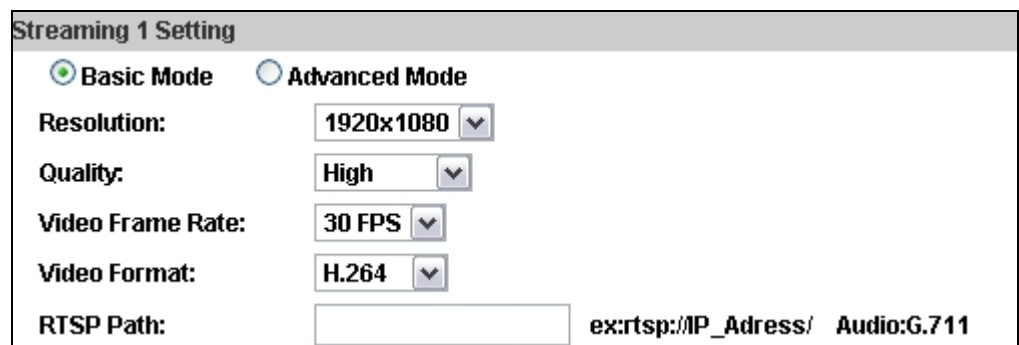 Streaming 1 Setting
Basic Mode Advanced Mode
Resolution: 1920x1080
Quality: High
Video Frame Rate: 30 FPS
Video Format: H.264
RTSP Path: ex:rtsp://IP_Adress/ Audio:G.711